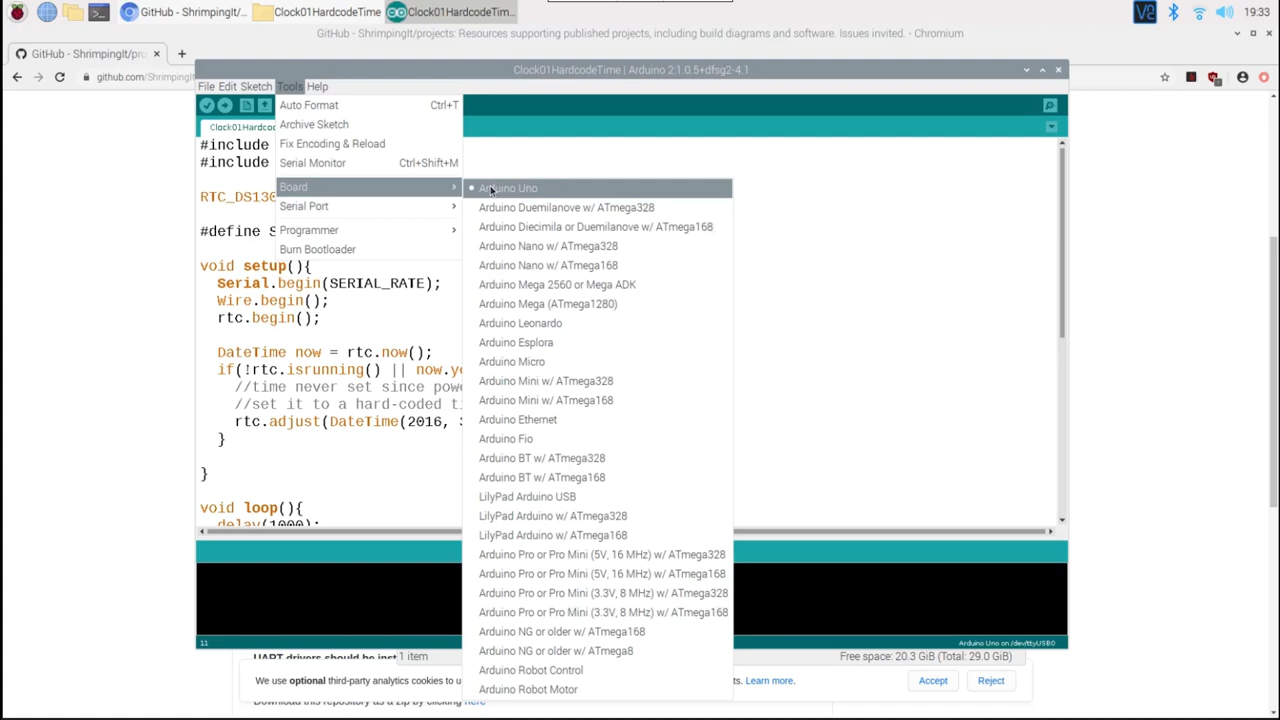 GitHub - ShrimpingIt/...
Clock01HardcodeTime
Clock01HardcodeTim...
19:33
GitHub - ShrimpingIt/projects: Resources supporting published projects, including build diagrams and software. Issues invited. - Chromium
GitHub - ShrimpingIt/pro
github.com/ShrimpingIt
Clock01HardcodeTime | Arduino 2:1.0.5+dfsg2-4.1
File Edit Sketch Tools Help
Clock01Hardcod
Auto Format Ctrl+T
Archive Sketch
Fix Encoding & Reload
Serial Monitor Ctrl+Shift+M
Board
Serial Port
Programmer
Burn Bootloader
Arduino Uno
Arduino Duemilanove w/ ATmega328
Arduino Diecimila or Duemilanove w/ ATmega168
Arduino Nano w/ ATmega328
Arduino Nano w/ ATmega168
Arduino Mega 2560 or Mega ADK
Arduino Mega (ATmega1280)
Arduino Leonardo
Arduino Esplora
Arduino Micro
Arduino Mini w/ ATmega328
Arduino Mini w/ ATmega168
Arduino Ethernet
Arduino Fio
Arduino BT w/ ATmega328
Arduino BT w/ ATmega168
LilyPad Arduino USB
LilyPad Arduino w/ ATmega328
LilyPad Arduino w/ ATmega168
Arduino Pro or Pro Mini (5V, 16 MHz) w/ ATmega328
Arduino Pro or Pro Mini (5V, 16 MHz) w/ ATmega168
Arduino Pro or Pro Mini (3.3V, 8 MHz) w/ ATmega328
Arduino Pro or Pro Mini (3.3V, 8 MHz) w/ ATmega168
Arduino NG or older w/ ATmega168
Arduino NG or older w/ ATmega8
Arduino Robot Control
Arduino Robot Motor
#include
#include
RTC_DS130
#define S
void setup(){
Serial.begin(SERIAL_RATE);
Wire.begin();
rtc.begin();
DateTime now = rtc.now();
if(!rtc.isrunning() || now.ye
//time never set since powe
//set it to a hard-coded ti
rtc.adjust(DateTime(2016, 3
}
}
void loop(){
delay(1000);
11
Arduino Uno on /dev/ttyUSB0
UART drivers should be inst
1 item
Free space: 20.3 GiB (Total: 29.0 GiB)
We use optional third-party analytics cookies to u
Learn more.
Accept
Reject
Download this repository as a zip by clicking here